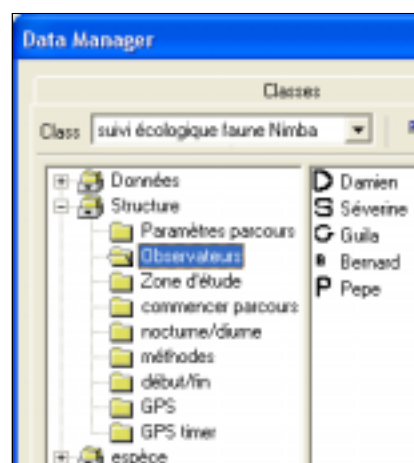 Data Manager
Classes
Class suivi écologique faune Nimba
Données
Structure
Paramètres parcours
Observateurs
Zone d'étude
commencer parcours
nocturne/diurne
méthodes
début/fin
GPS
GPS timer
espèce
D Damien
S Séverine
G Guila
B Bernard
P Pepe